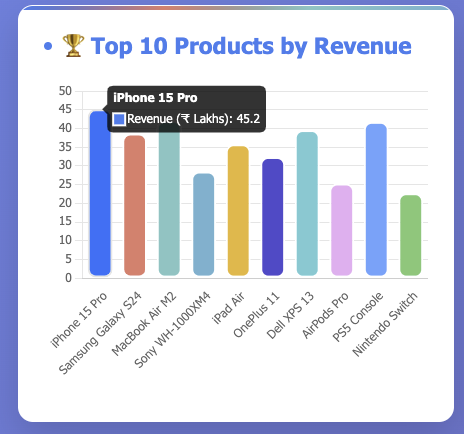 🏆 Top 10 Products by Revenue
iPhone 15 Pro
Revenue (₹ Lakhs): 45.2
50
45
40
35
30
25
20
15
10
5
0
iPhone 15 Pro
Samsung Galaxy S24
MacBook Air M2
Sony WH-1000XM4
iPad Air
OnePlus 11
Dell XPS 13
AirPods Pro
PS5 Console
Nintendo Switch